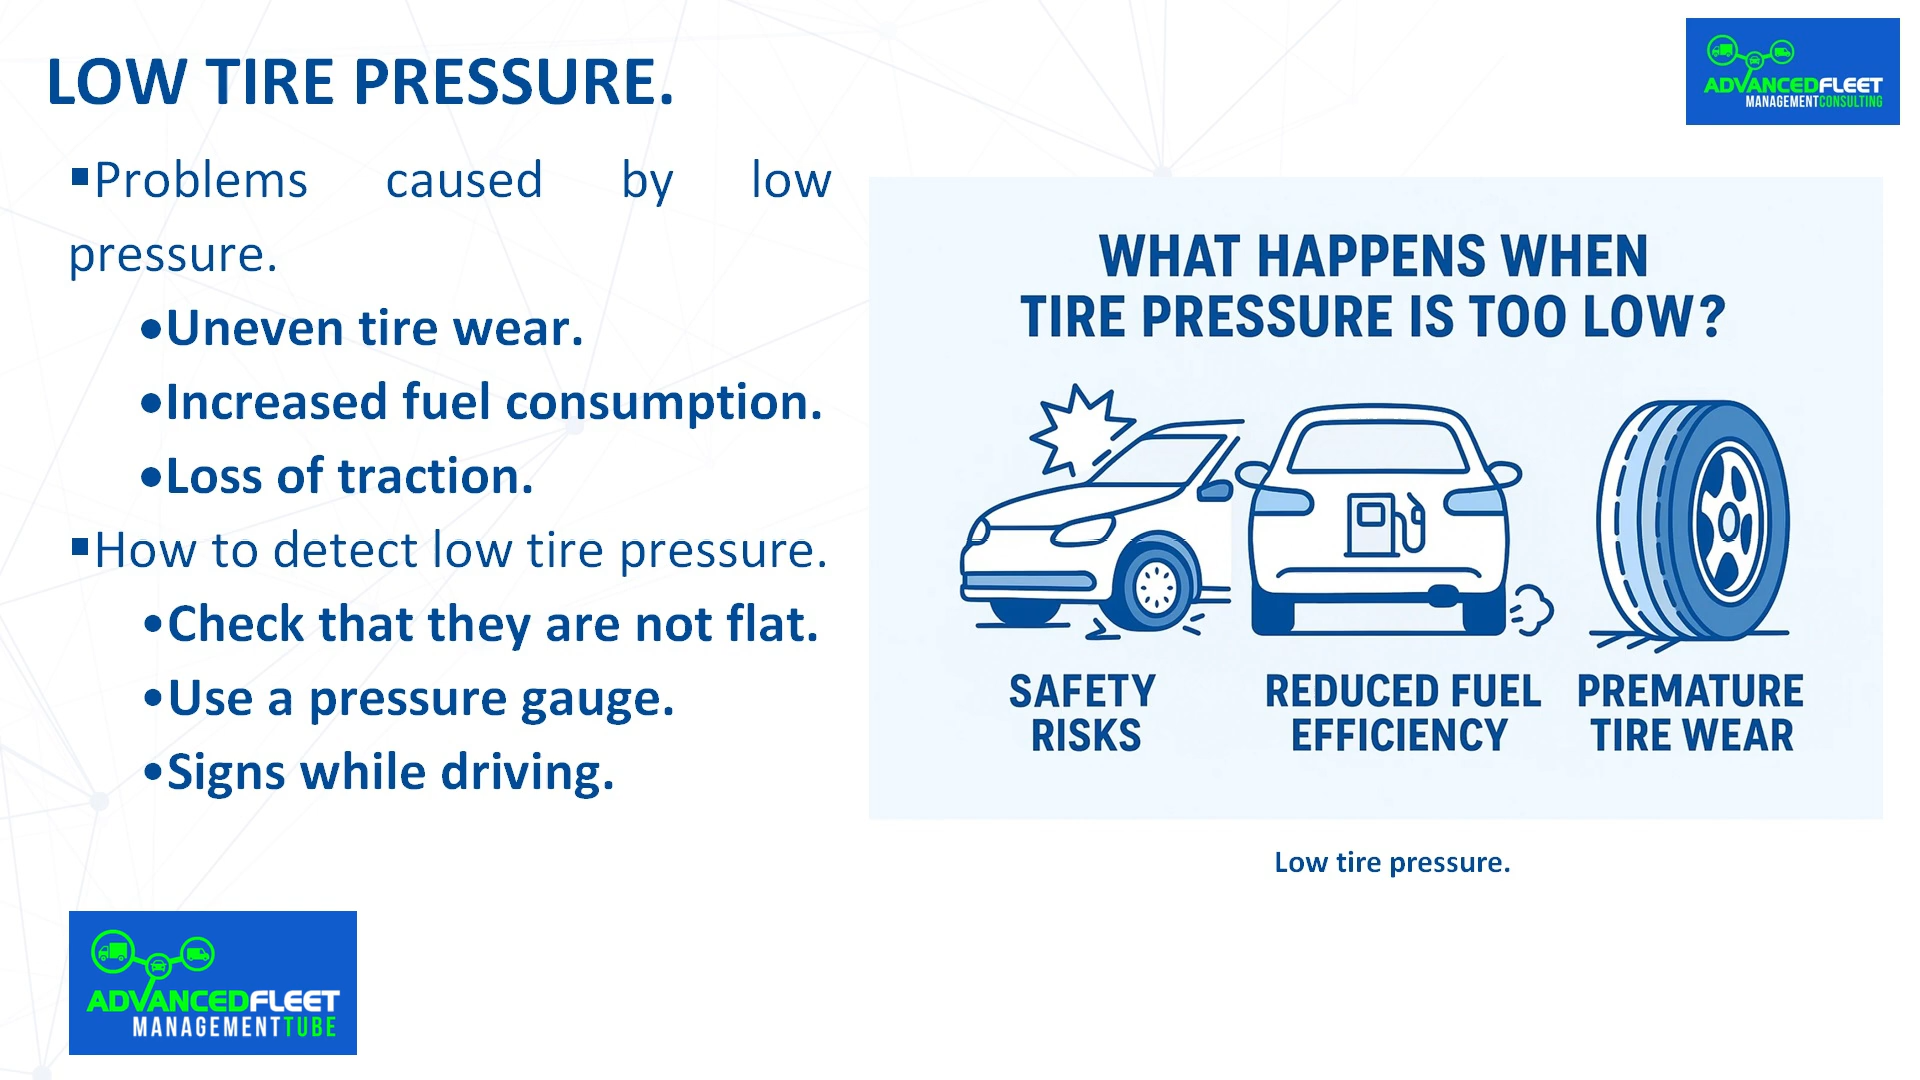 LOW TIRE PRESSURE.
ADVANCEDFLEET
MANAGEMENTCONSULTING
▪Problems caused by low
pressure.
•Uneven tire wear.
•Increased fuel consumption.
•Loss of traction.
▪How to detect low tire pressure.
•Check that they are not flat.
•Use a pressure gauge.
•Signs while driving.
WHAT HAPPENS WHEN
TIRE PRESSURE IS TOO LOW?
SAFETY
RISKS
REDUCED FUEL
EFFICIENCY
PREMATURE
TIRE WEAR
Low tire pressure.
ADVANCEDFLEET
MANAGEMENTTUBE